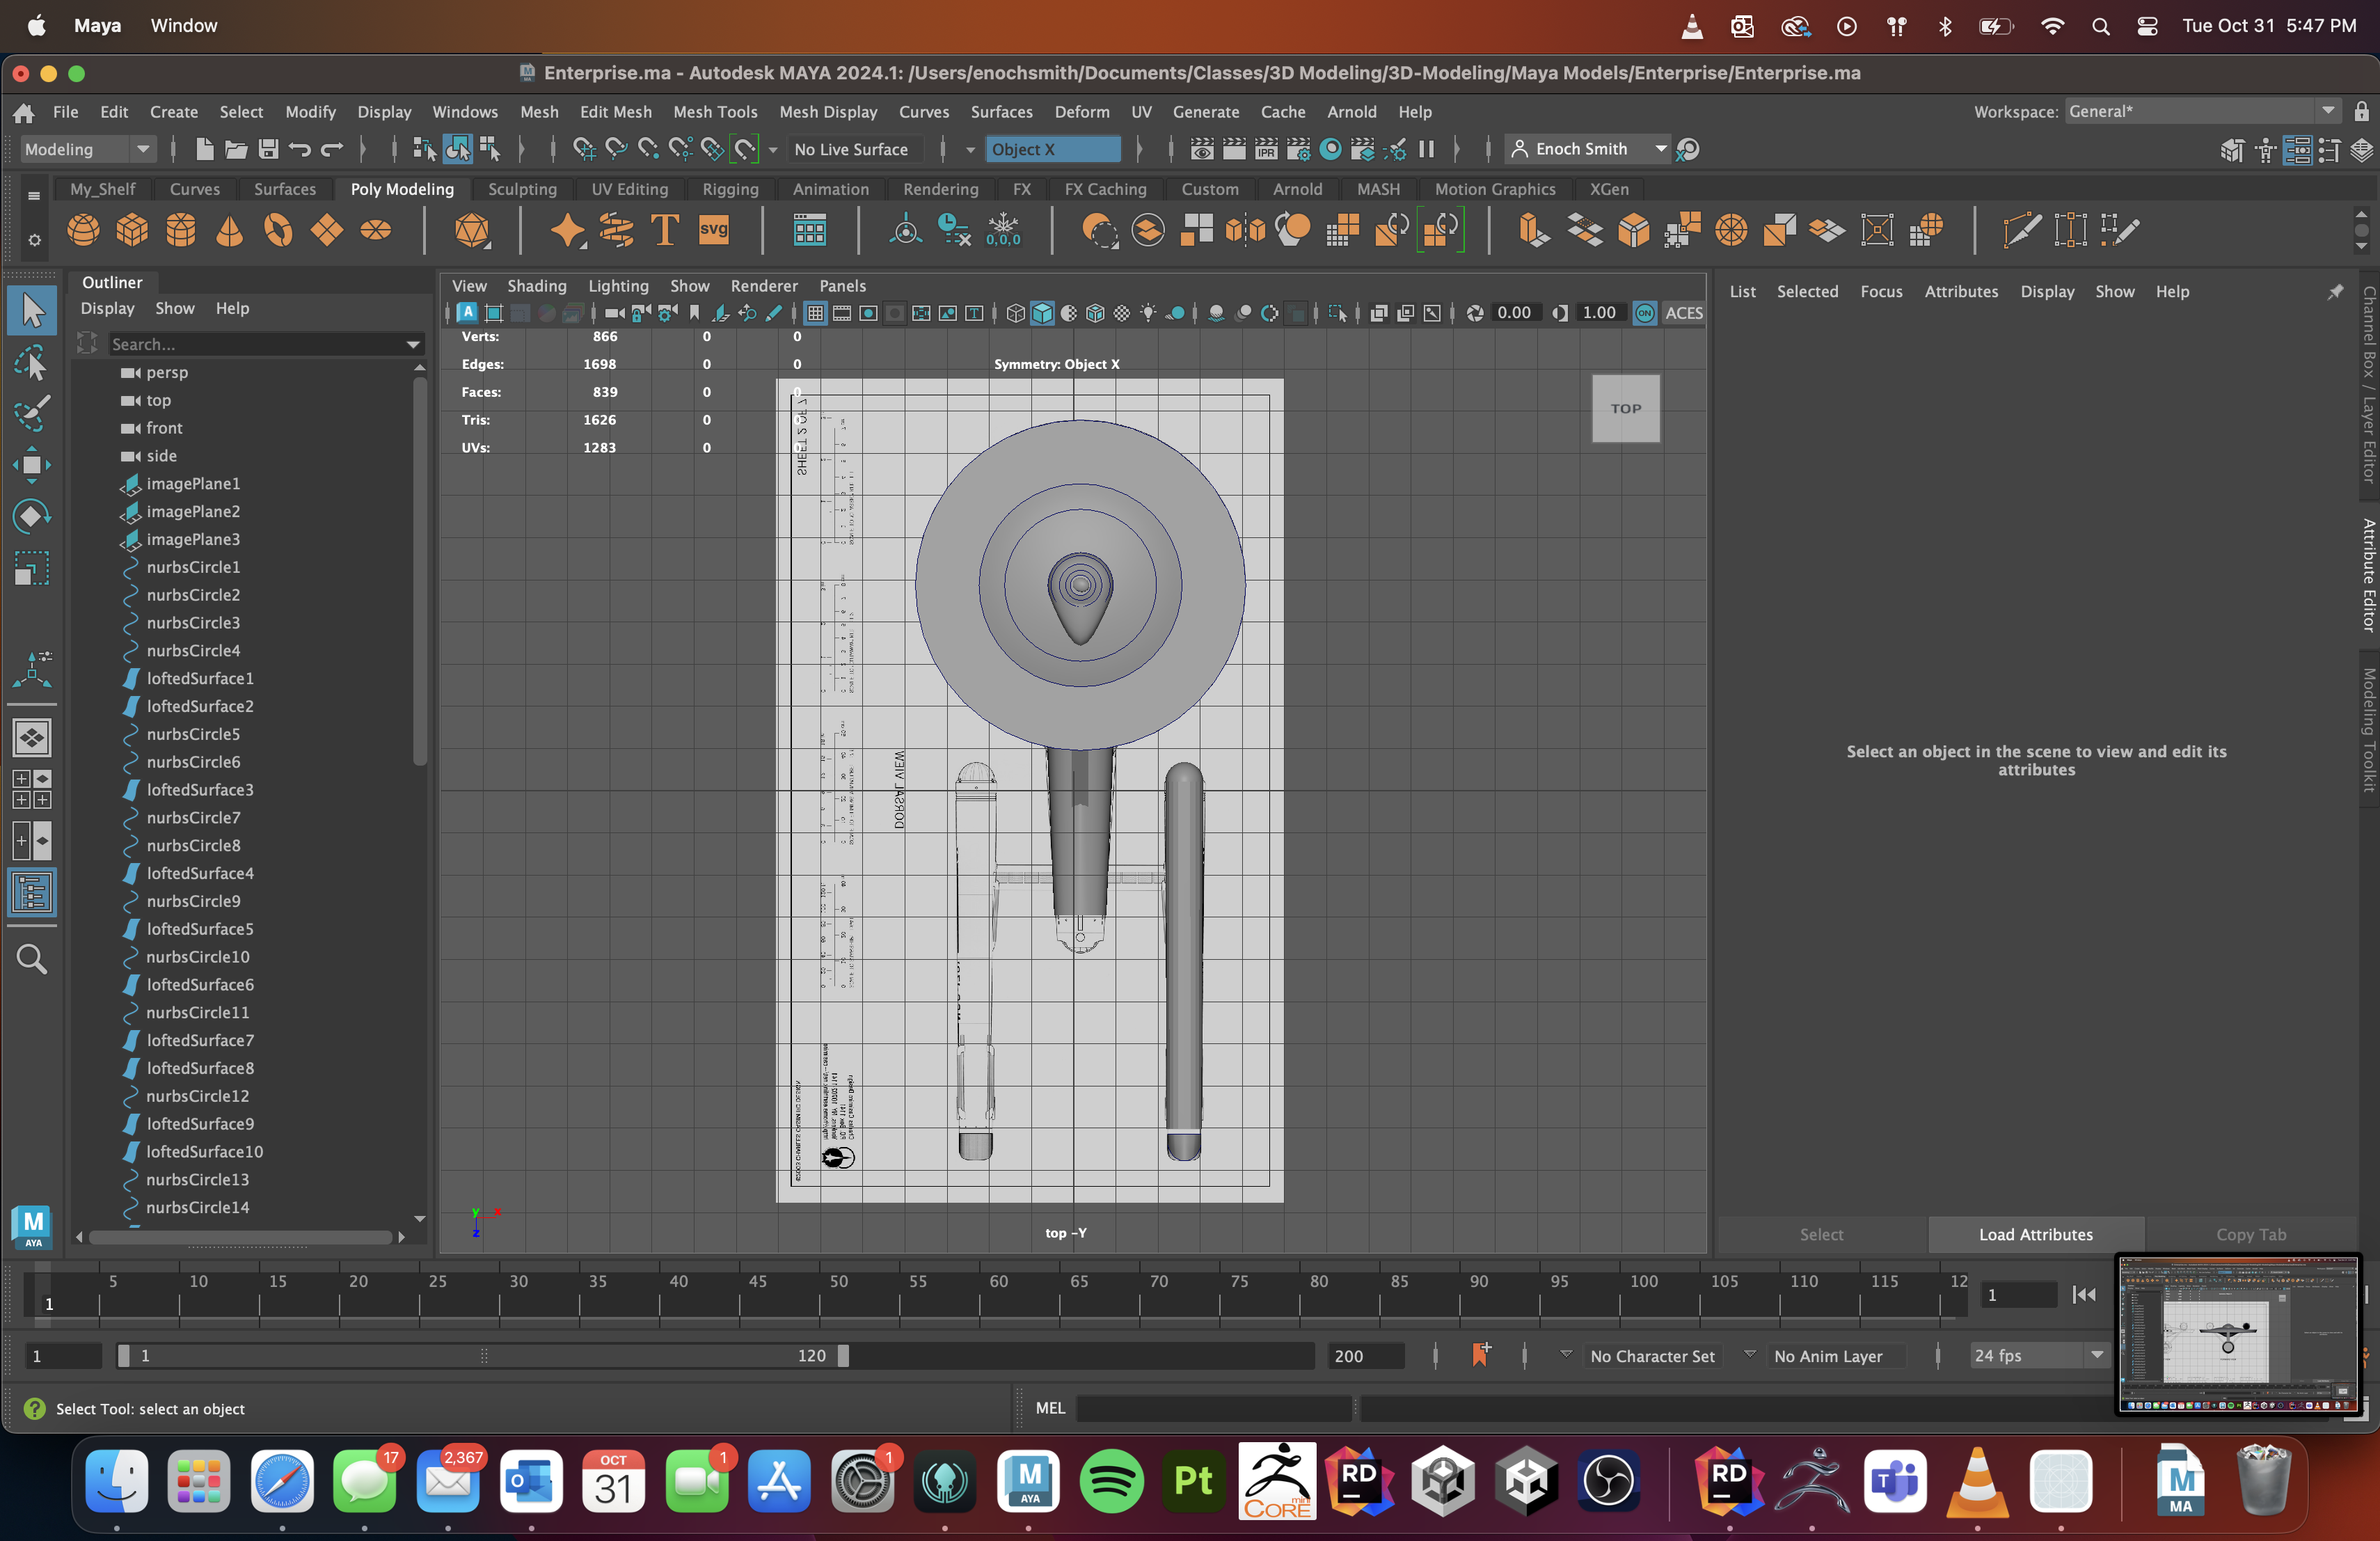 Maya Window Tue Oct 31 5:47 PM
Enterprise.ma - Autodesk MAYA 2024.1: /Users/enochsmith/Documents/Classes/3D Modeling/3D-Modeling/Maya Models/Enterprise/Enterprise.ma
File Edit Create Select Modify Display Windows Mesh Edit Mesh Mesh Tools Mesh Display Curves Surfaces Deform UV Generate Cache Arnold Help Workspace: General*
Modeling No Live Surface Object X IPR Enoch Smith
My_Shelf Curves Surfaces Poly Modeling Sculpting UV Editing Rigging Animation Rendering FX FX Caching Custom Arnold MASH Motion Graphics XGen
T svg 0,0,0
Outliner
Display Show Help
Search...
persp
top
front
side
imagePlane1
imagePlane2
imagePlane3
nurbsCircle1
nurbsCircle2
nurbsCircle3
nurbsCircle4
loftedSurface1
loftedSurface2
nurbsCircle5
nurbsCircle6
loftedSurface3
nurbsCircle7
nurbsCircle8
loftedSurface4
nurbsCircle9
loftedSurface5
nurbsCircle10
loftedSurface6
nurbsCircle11
loftedSurface7
loftedSurface8
nurbsCircle12
loftedSurface9
loftedSurface10
nurbsCircle13
nurbsCircle14
View Shading Lighting Show Renderer Panels
0.00 1.00 ON ACES
Verts: 866 0 0
Edges: 1698 0 0
Faces: 839 0 0
Tris: 1626 0 0
UVs: 1283 0 0
Symmetry: Object X
TOP
SHEET 2 OF 7
DORSAL VIEW
y x
z
top -Y
List Selected Focus Attributes Display Show Help
Select an object in the scene to view and edit its
attributes
Select Load Attributes Copy Tab
Channel Box / Layer Editor
Attribute Editor
Modeling Toolkit
M
AYA
5 10 15 20 25 30 35 40 45 50 55 60 65 70 75 80 85 90 95 100 105 110 115 12
1 1
1 1 120 200 No Character Set No Anim Layer 24 fps
Select Tool: select an object MEL
17 2,367 OCT 31 1 1 M AYA Pt CORE mini RD RD M MA